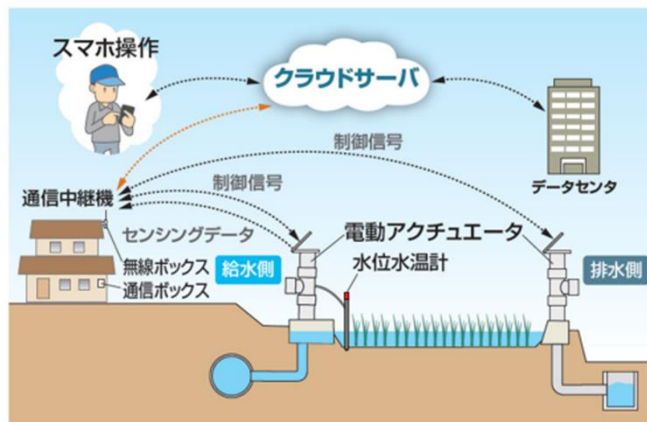 スマホ操作
クラウドサーバ
データセンタ
制御信号
制御信号
通信中継機
センシングデータ
電動アクチュエータ
無線ボックス
給水側
水位水温計
排水側
通信ボックス